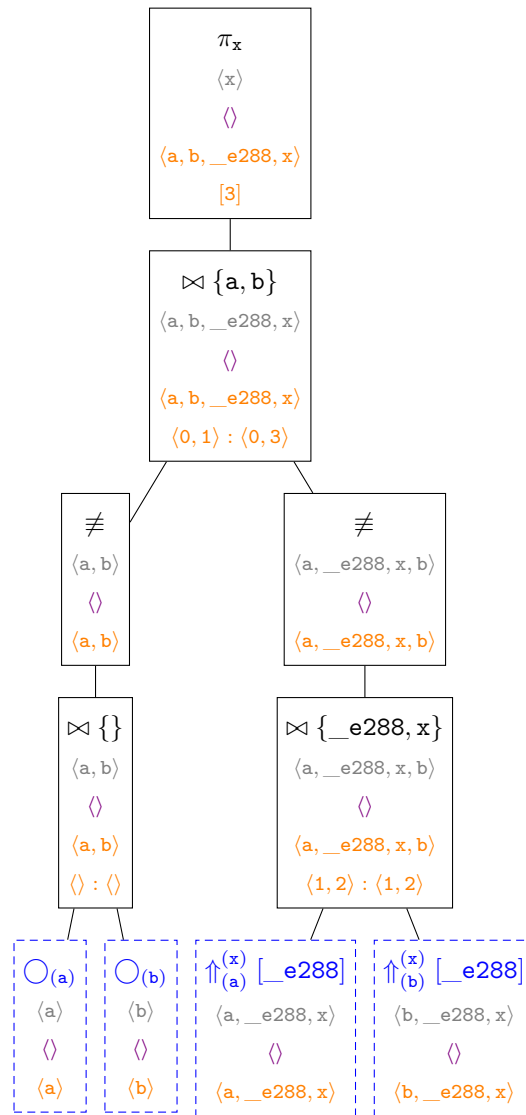 π_x
⟨x⟩
⟨⟩
⟨a, b, __e288, x⟩
[3]
⋈ {a, b}
⟨a, b, __e288, x⟩
⟨⟩
⟨a, b, __e288, x⟩
⟨0, 1⟩ : ⟨0, 3⟩
≢
⟨a, b⟩
⟨⟩
⟨a, b⟩
≢
⟨a, __e288, x, b⟩
⟨⟩
⟨a, __e288, x, b⟩
⋈ {}
⟨a, b⟩
⟨⟩
⟨a, b⟩
⟨⟩ : ⟨⟩
⋈ {__e288, x}
⟨a, __e288, x, b⟩
⟨⟩
⟨a, __e288, x, b⟩
⟨1, 2⟩ : ⟨1, 2⟩
◯_(a)
⟨a⟩
⟨⟩
⟨a⟩
◯_(b)
⟨b⟩
⟨⟩
⟨b⟩
⇑_(a)^(x) [__e288]
⟨a, __e288, x⟩
⟨⟩
⟨a, __e288, x⟩
⇑_(b)^(x) [__e288]
⟨b, __e288, x⟩
⟨⟩
⟨b, __e288, x⟩